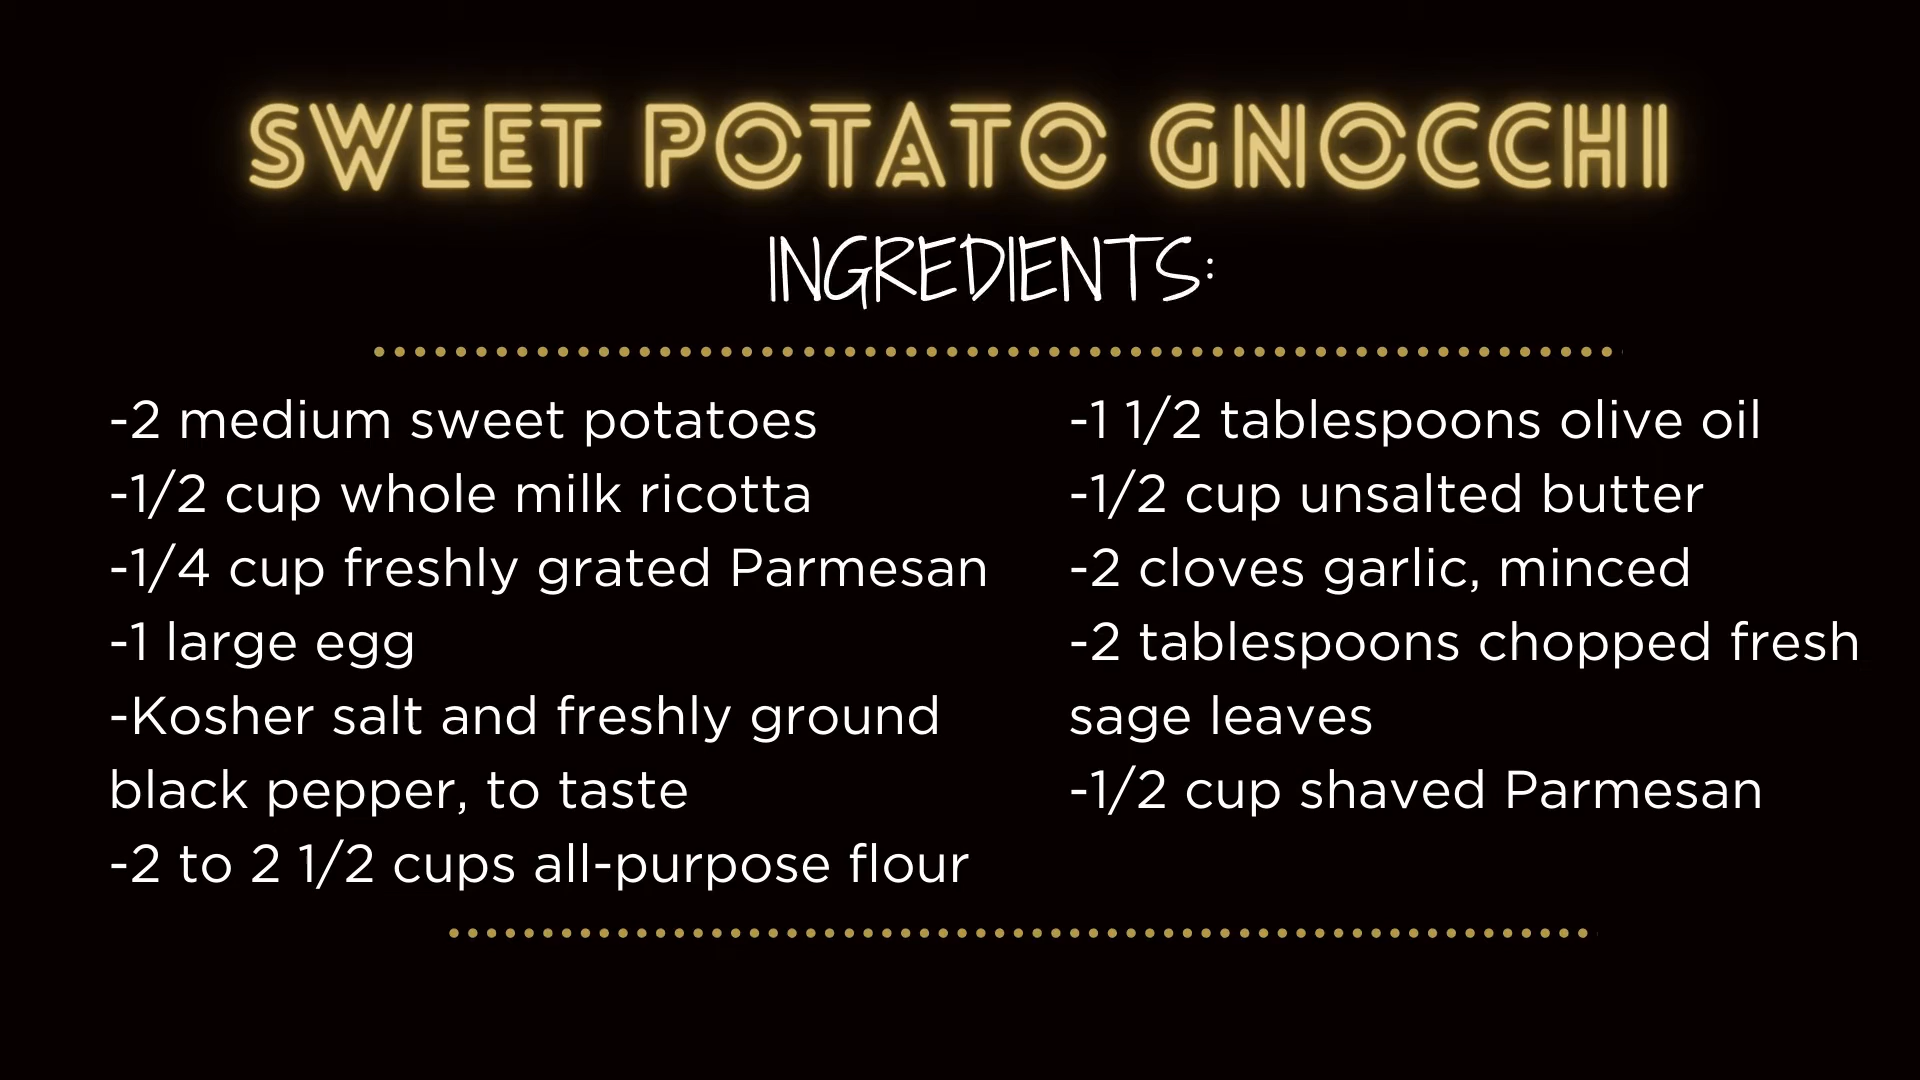 SWEET POTATO GNOCCHI
INGREDIENTS:
-2 medium sweet potatoes
-1/2 cup whole milk ricotta
-1/4 cup freshly grated Parmesan
-1 large egg
-Kosher salt and freshly ground
black pepper, to taste
-2 to 2 1/2 cups all-purpose flour
-1 1/2 tablespoons olive oil
-1/2 cup unsalted butter
-2 cloves garlic, minced
-2 tablespoons chopped fresh
sage leaves
-1/2 cup shaved Parmesan